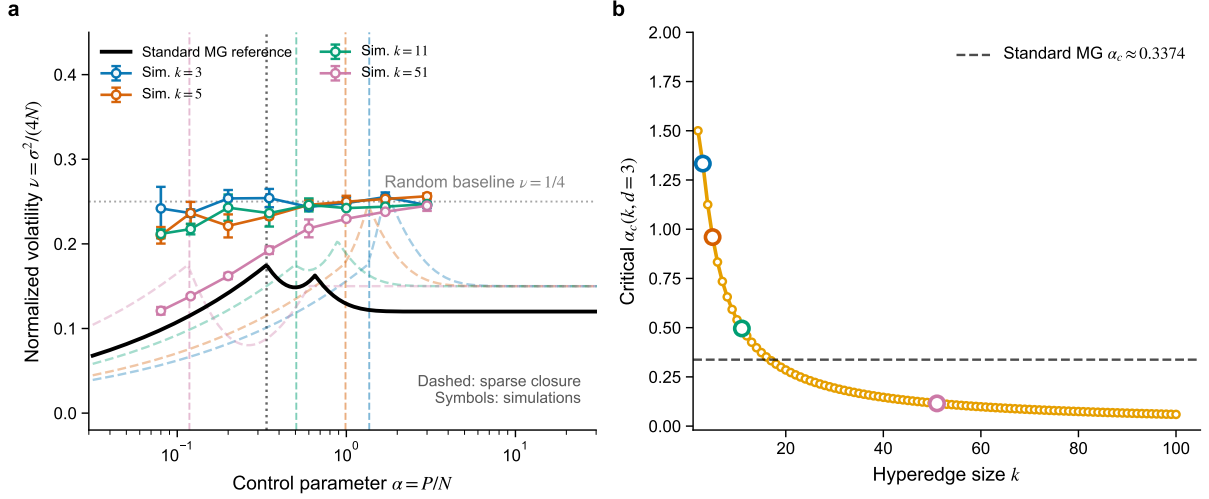 a
Normalized volatility ν = σ²/(4N)
0.4
0.3
0.2
0.1
0.0
Standard MG reference
Sim. k = 3
Sim. k = 5
Sim. k = 11
Sim. k = 51
Random baseline ν = 1/4
Dashed: sparse closure
Symbols: simulations
10⁻¹
10⁰
10¹
Control parameter α = P/N
b
Critical α_c(k, d = 3)
2.00
1.75
1.50
1.25
1.00
0.75
0.50
0.25
0.00
Standard MG α_c ≈ 0.3374
20
40
60
80
100
Hyperedge size k